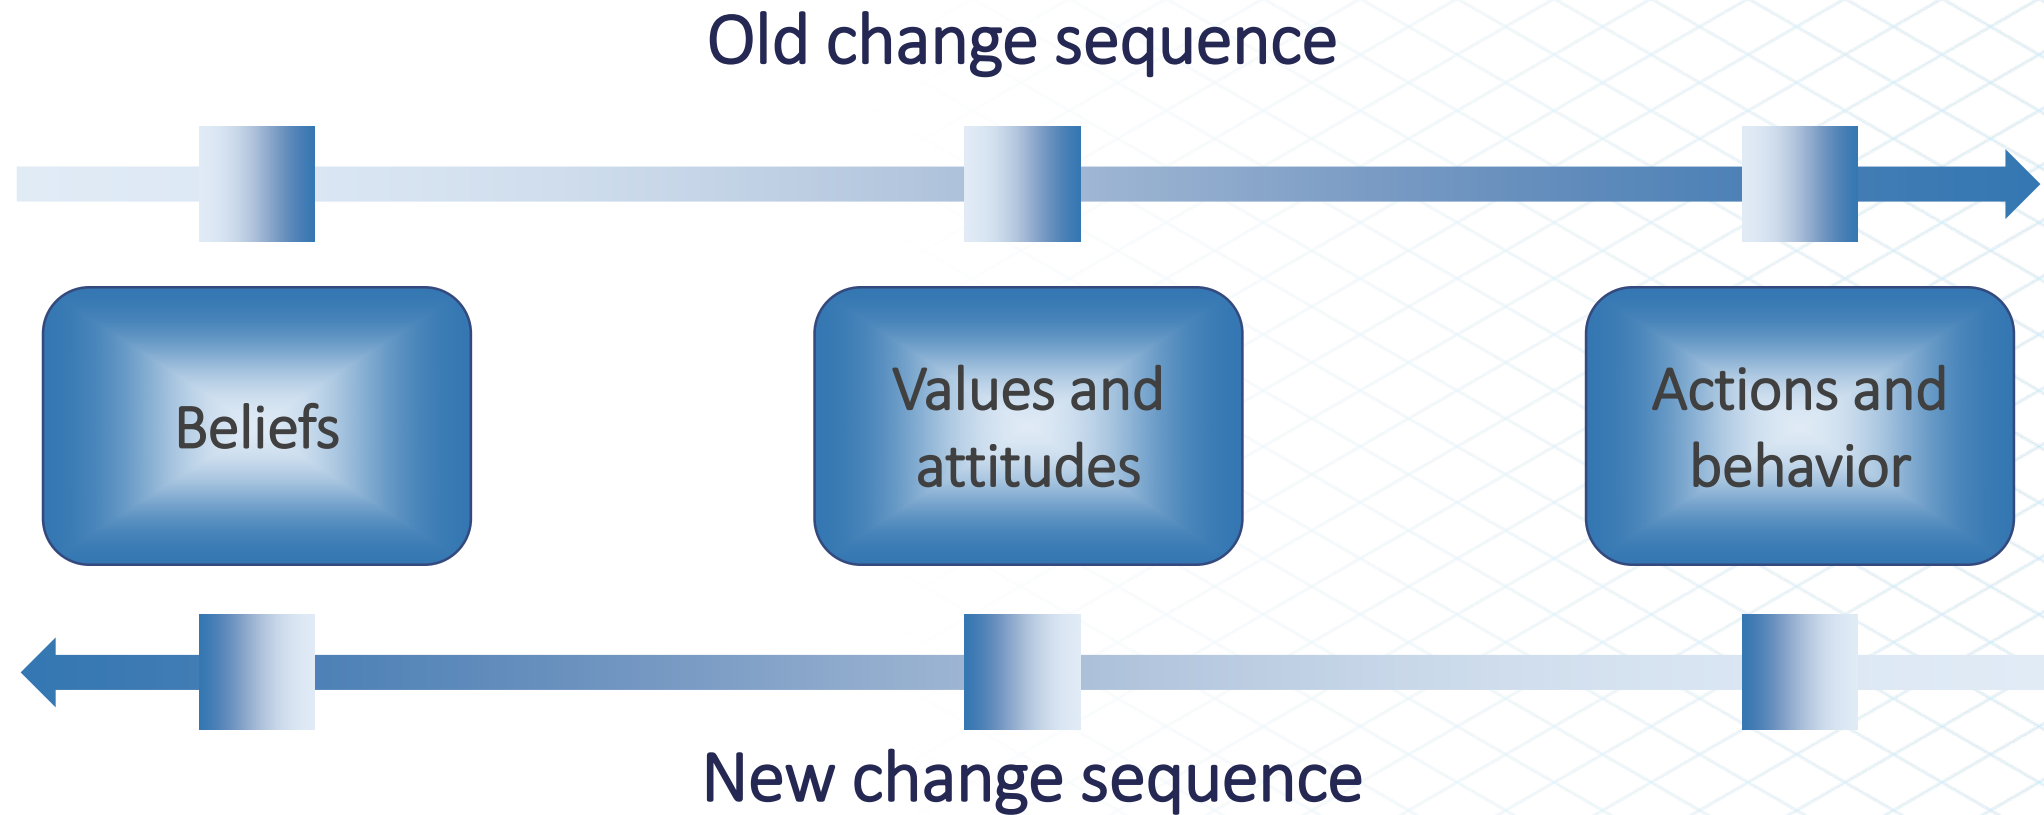 Old change sequence
Beliefs
Values and
attitudes
Actions and
behavior
New change sequence